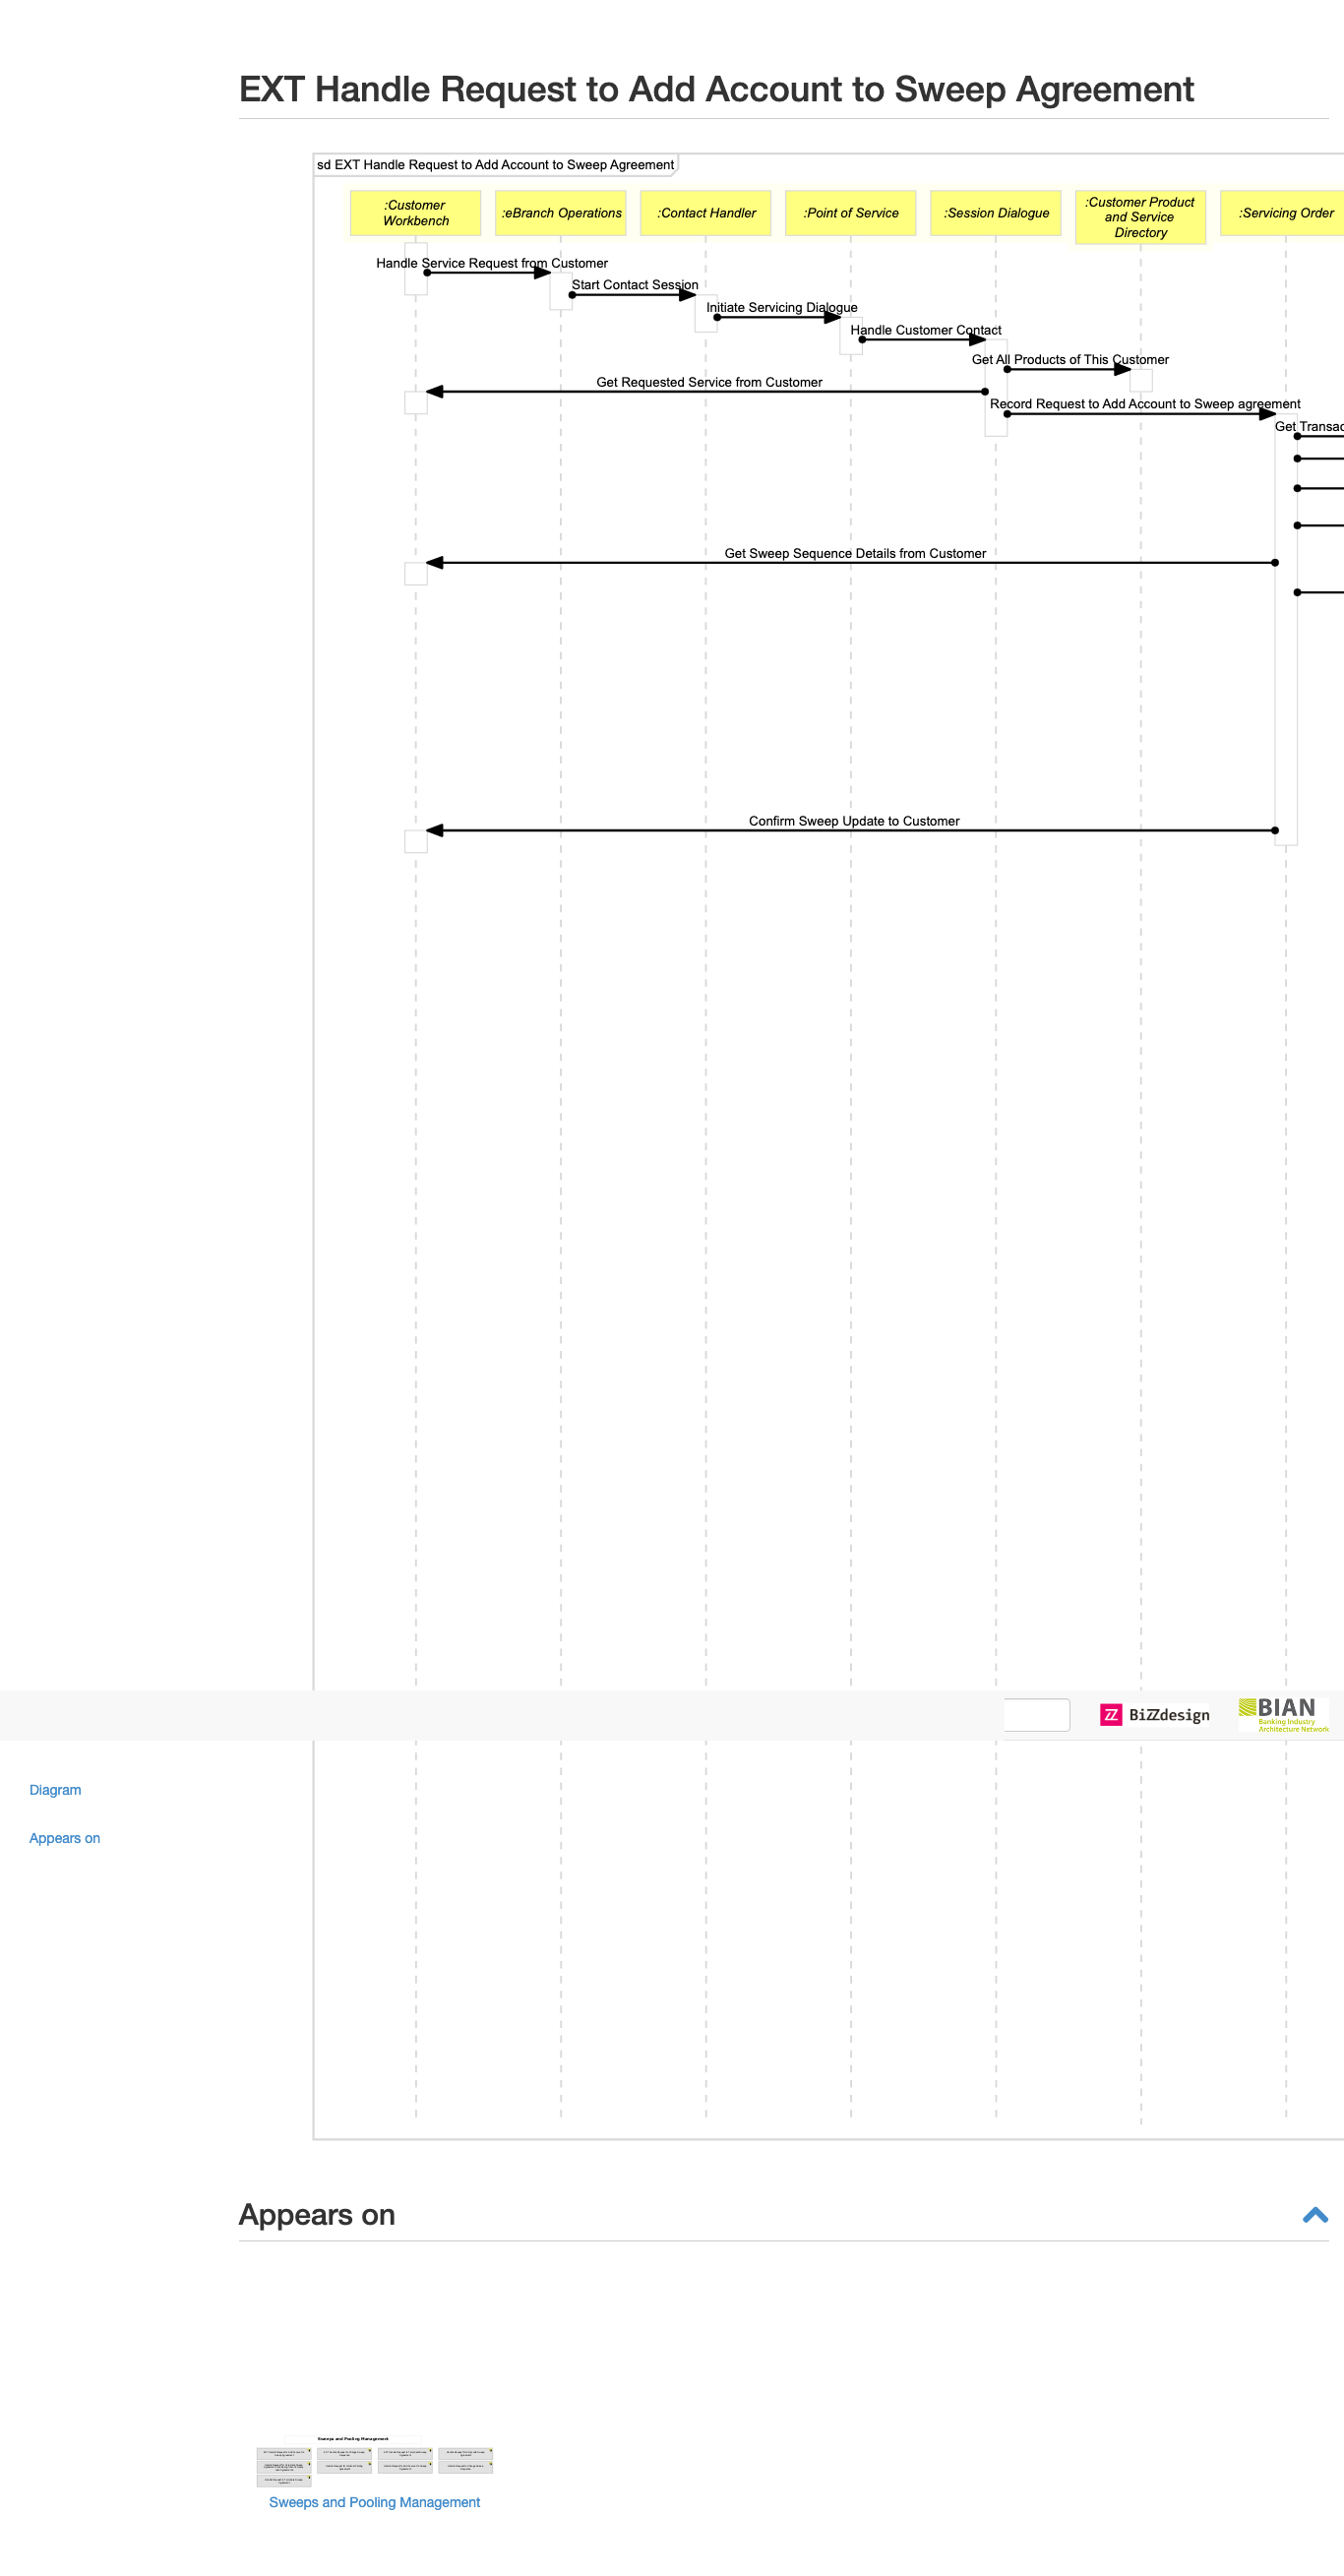 EXT Handle Request to Add Account to Sweep Agreement
sd EXT Handle Request to Add Account to Sweep Agreement
:Customer
Workbench
:eBranch Operations
:Contact Handler
:Point of Service
:Session Dialogue
:Customer Product
and Service
Directory
:Servicing Order
Handle Service Request from Customer
Start Contact Session
Initiate Servicing Dialogue
Handle Customer Contact
Get All Products of This Customer
Get Requested Service from Customer
Record Request to Add Account to Sweep agreement
Get Transac
Get Sweep Sequence Details from Customer
Confirm Sweep Update to Customer
BiZZdesign
BIAN
Banking Industry
Architecture Network
Diagram
Appears on
Appears on
Sweeps and Pooling Management
Sweeps and Pooling Management